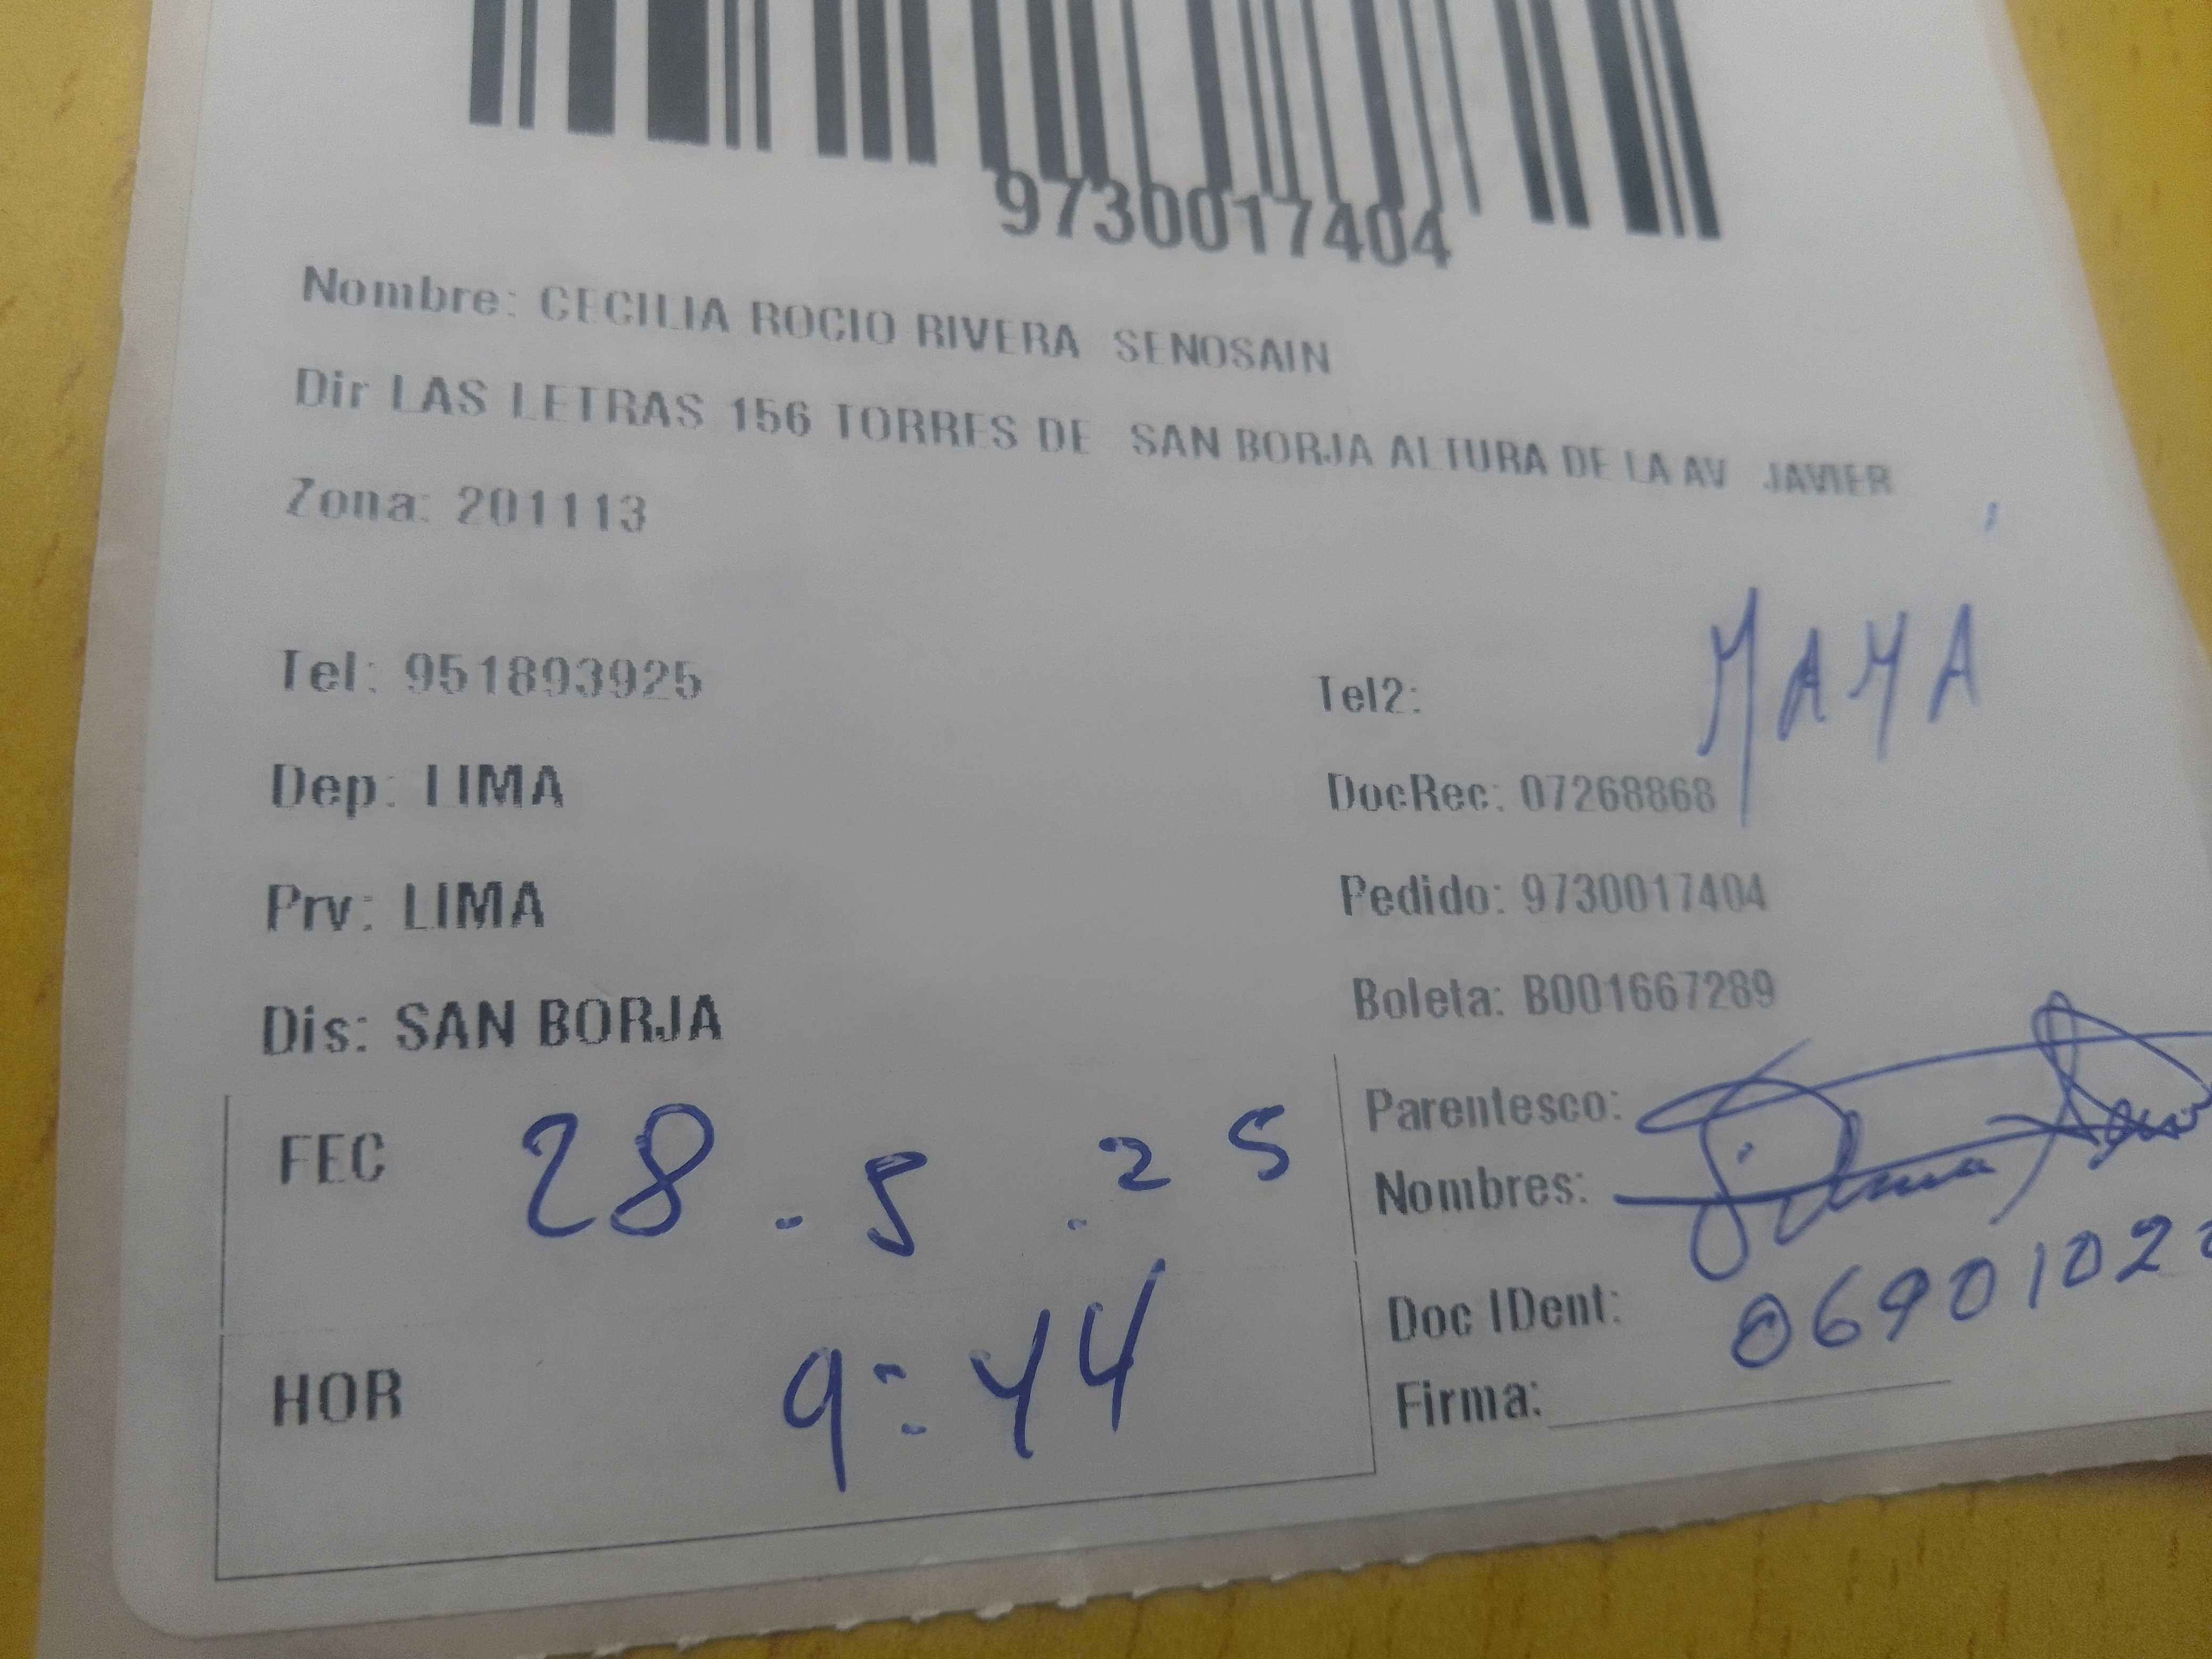 9730017404
Nombre: CECILIA ROCIO RIVERA SENOSAIN
Dir LAS LETRAS 156 TORRES DE SAN BORJA ALTURA DE LA AV JAVIER
Zona: 201113
MAMÁ
Tel: 951893925 Tel2:
Dep: LIMA DocRec: 07268868
Prv: LIMA Pedido: 9730017404
Dis: SAN BORJA Boleta: B001667289
FEC 28 . 5 . 25 Parentesco:
Nombres:
HOR 9:44 Doc IDent: 0690102
Firma: